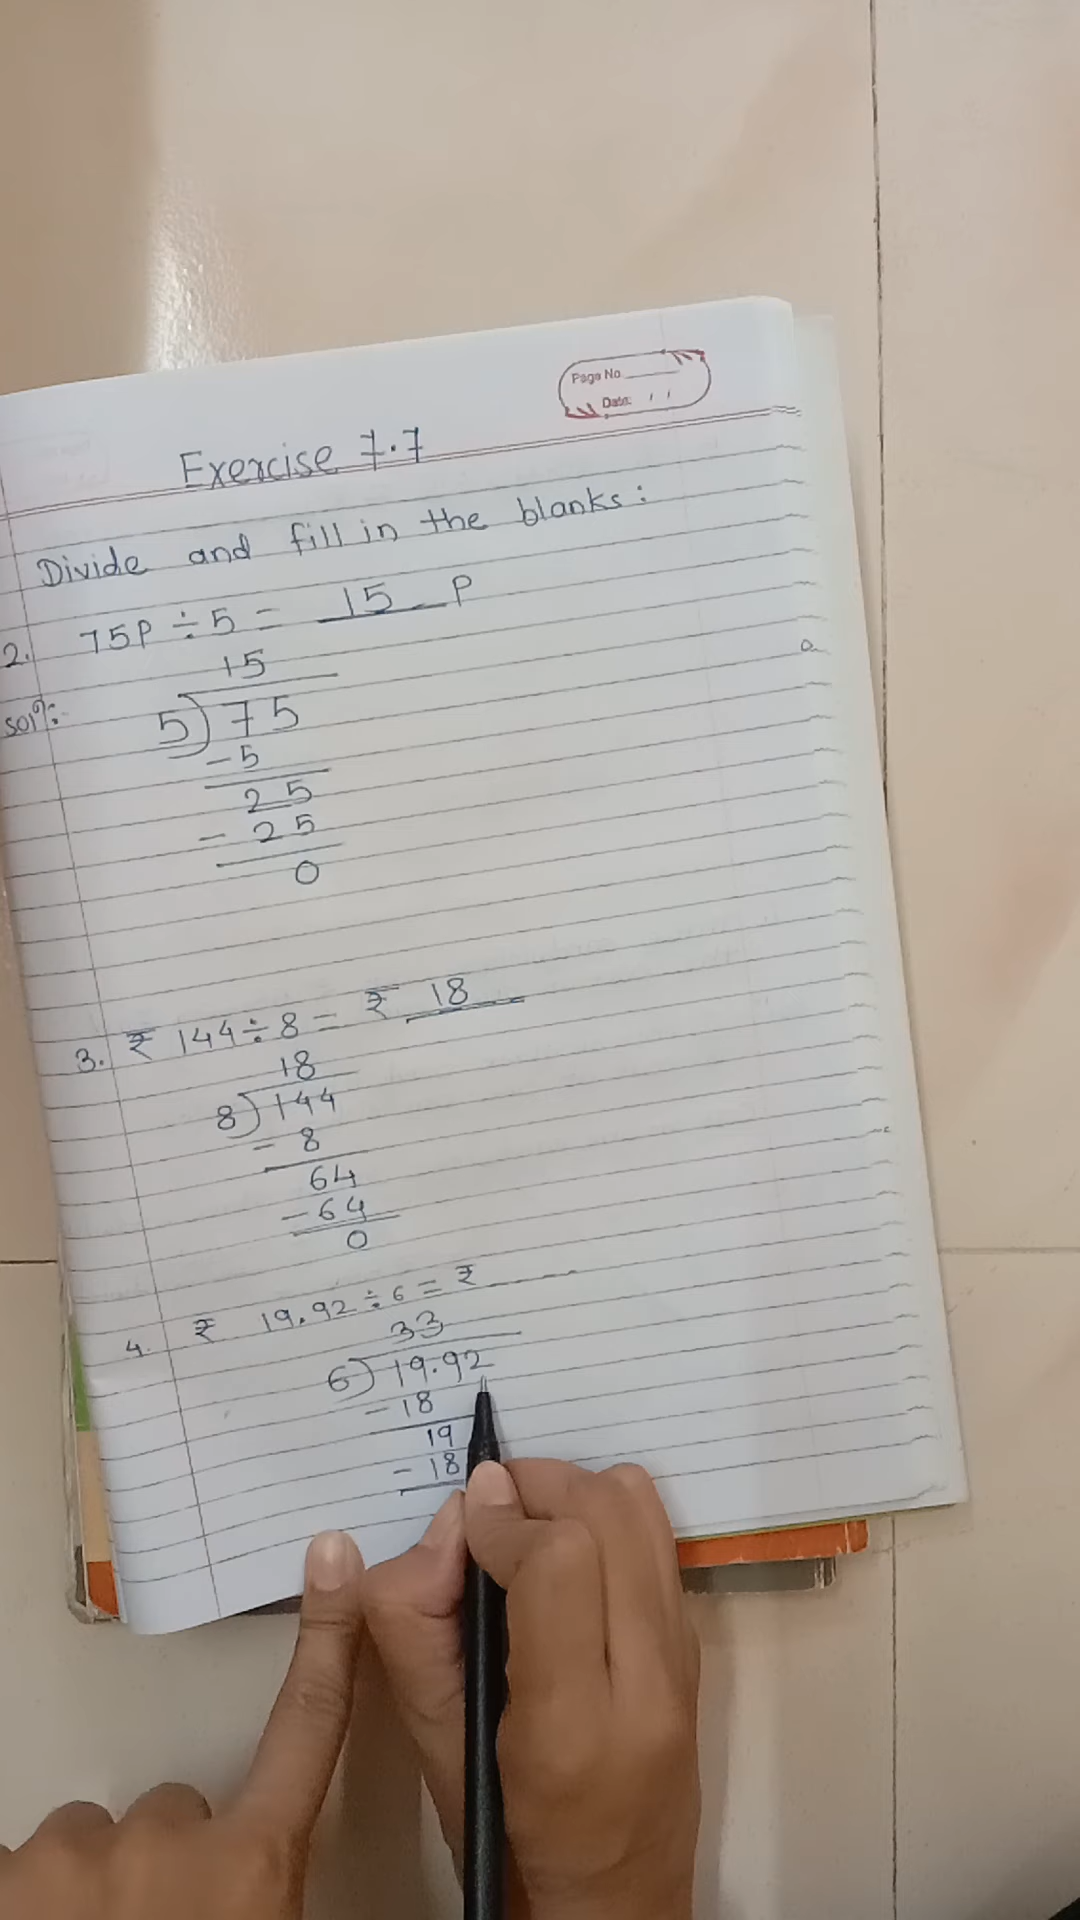 Page No.
Date: / /
Exercise 7.7
Divide and fill in the blanks:
2. 75P ÷ 5 = 15 P
15
soln:
5) 75
- 5
25
- 25
0
3. ₹ 144 ÷ 8 = ₹ 18
18
8) 144
- 8
64
- 64
0
4. ₹ 19.92 ÷ 6 = ₹
33
6) 19.92
- 18
19
- 18